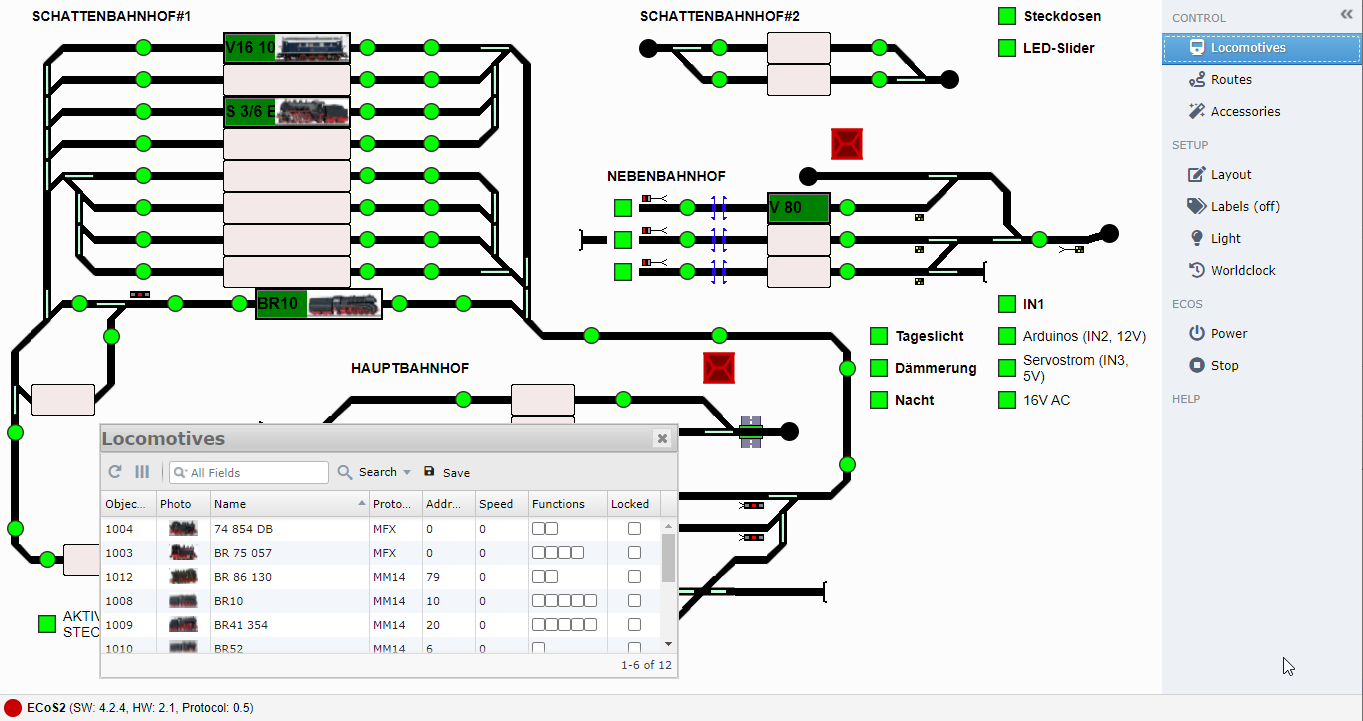 SCHATTENBAHNHOF#1
SCHATTENBAHNHOF#2
Steckdosen
LED-Slider
V16 10
S 3/6 E
BR10
NEBENBAHNHOF
V 80
IN1
Tageslicht
Arduinos (IN2, 12V)
Dämmerung
Servostrom (IN3,
5V)
Nacht
16V AC
HAUPTBAHNHOF
AKTIV
STEC
Locomotives
All Fields
Search
Save
Objec... Photo Name Proto... Addr... Speed Functions Locked
1004 74 854 DB MFX 0 0
1003 BR 75 057 MFX 0 0
1012 BR 86 130 MM14 79 0
1008 BR10 MM14 10 0
1009 BR41 354 MM14 20 0
1010 BR52 MM14 6 0
1-6 of 12
CONTROL
Locomotives
Routes
Accessories
SETUP
Layout
Labels (off)
Light
Worldclock
ECOS
Power
Stop
HELP
ECoS2 (SW: 4.2.4, HW: 2.1, Protocol: 0.5)